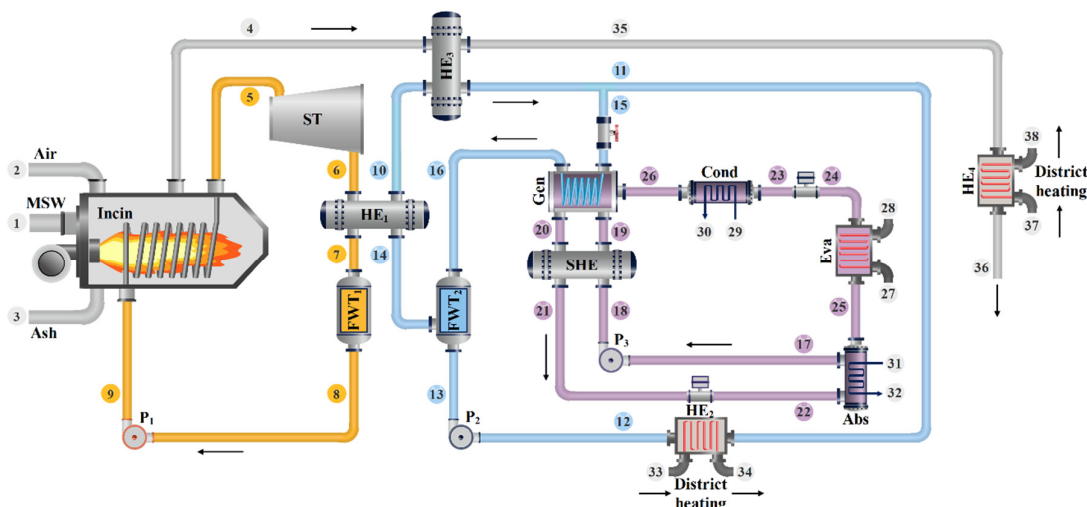 4
35
HE3
11
5
ST
15
2
Air
6
10
16
Cond
38
26
23
24
District
heating
MSW
Incin
Gen
HE4
1
HE1
30
29
28
37
20
19
7
14
Eva
SHE
36
27
3
FWT1
FWT2
21
18
25
Ash
P3
17
31
9
8
13
32
P1
P2
22
HE2
Abs
12
33
34
District
heating